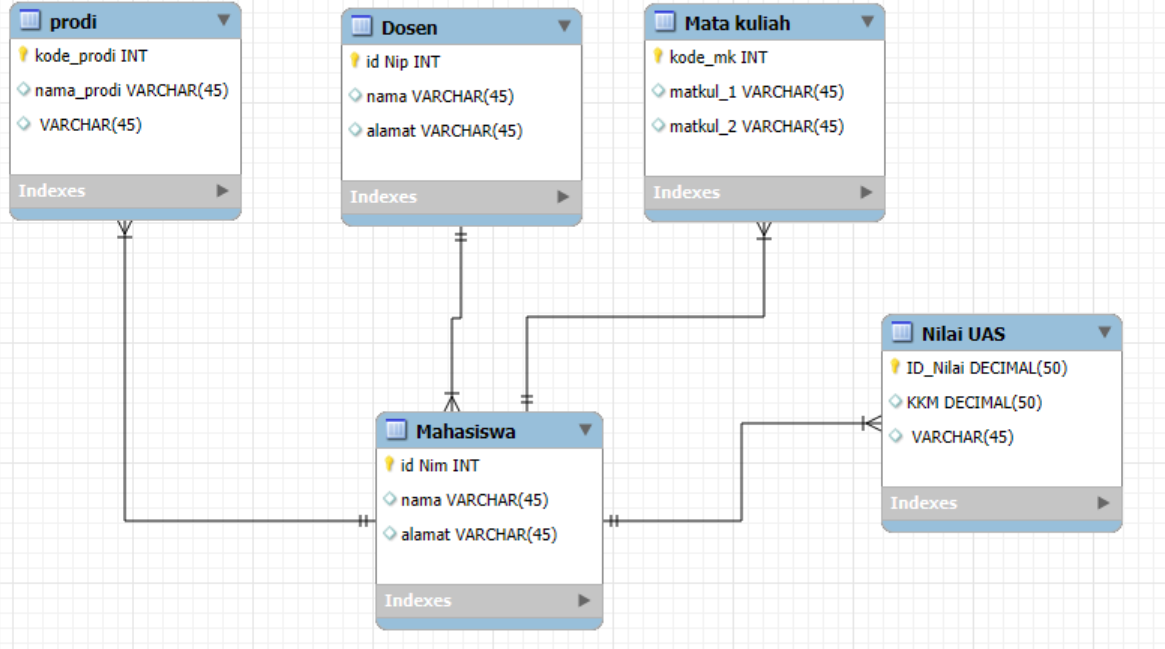 prodi
kode_prodi INT
nama_prodi VARCHAR(45)
VARCHAR(45)
Indexes
Dosen
id Nip INT
nama VARCHAR(45)
alamat VARCHAR(45)
Indexes
Mata kuliah
kode_mk INT
matkul_1 VARCHAR(45)
matkul_2 VARCHAR(45)
Indexes
Nilai UAS
ID_Nilai DECIMAL(50)
KKM DECIMAL(50)
VARCHAR(45)
Indexes
Mahasiswa
id Nim INT
nama VARCHAR(45)
alamat VARCHAR(45)
Indexes